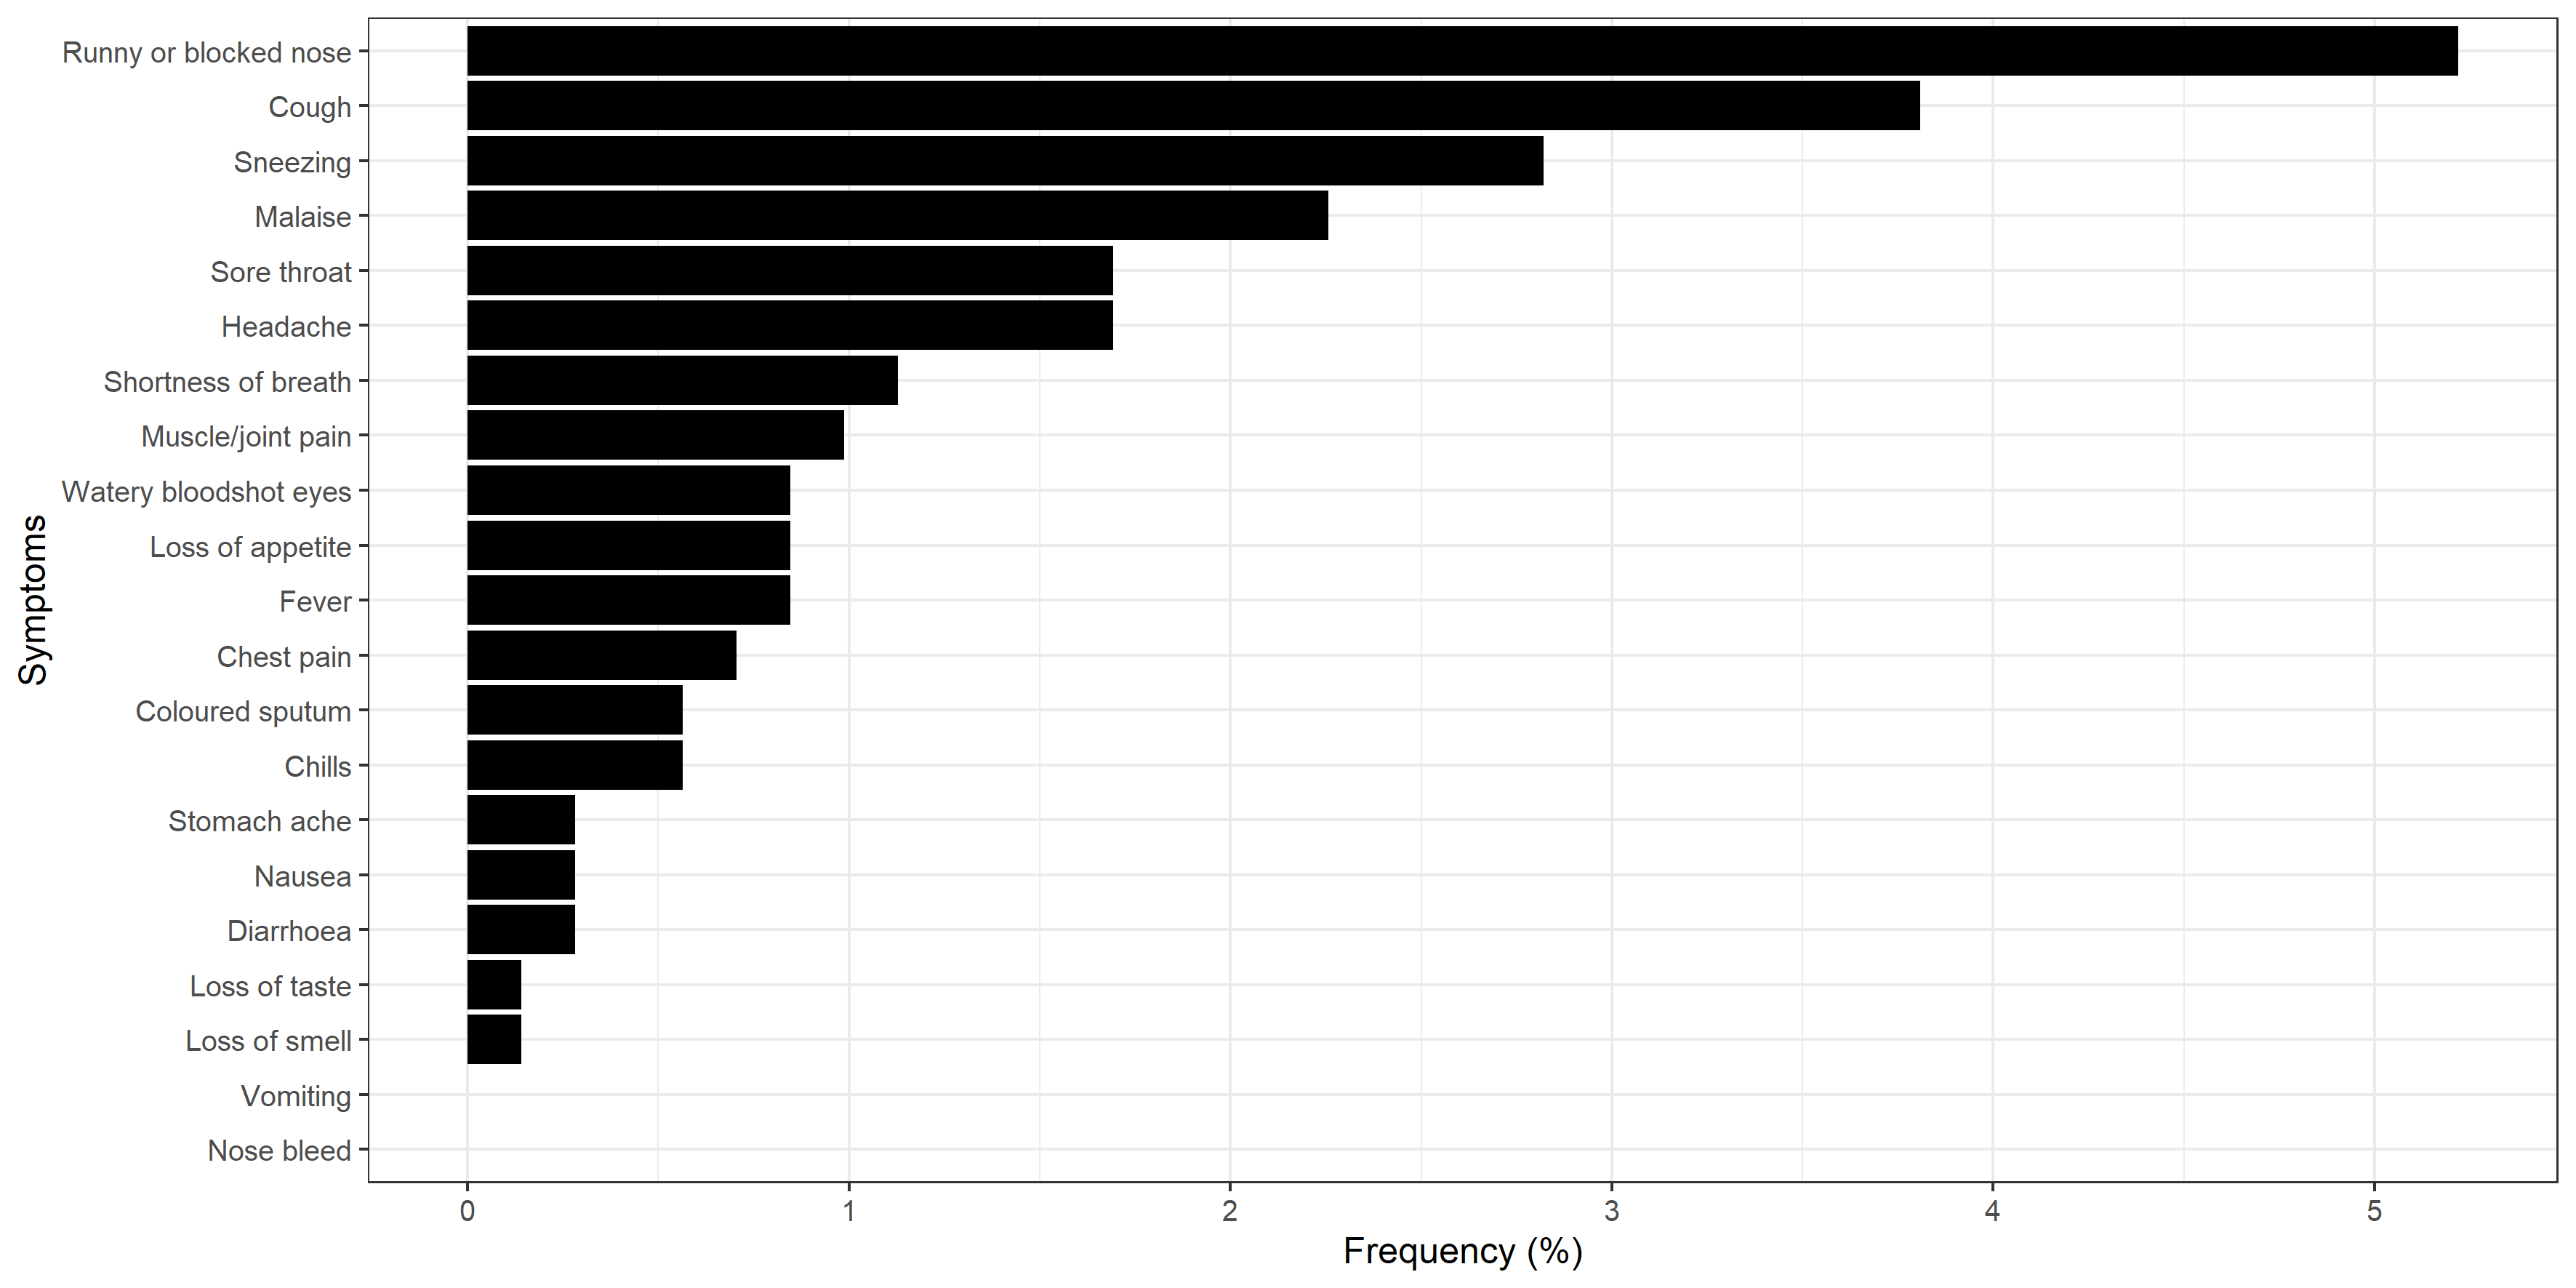 Runny or blocked nose
Cough
Sneezing
Malaise
Sore throat
Headache
Shortness of breath
Muscle/joint pain
Watery bloodshot eyes
Loss of appetite
Fever
Chest pain
Coloured sputum
Chills
Stomach ache
Nausea
Diarrhoea
Loss of taste
Loss of smell
Vomiting
Nose bleed
Symptoms
0 1 2 3 4 5
Frequency (%)